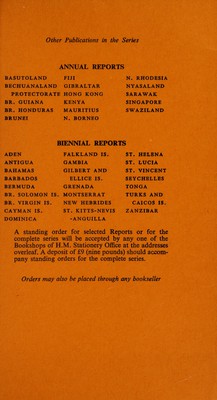 Other Publications in the Series
ANNUAL REPORTS
BASUTOLAND FIJI N. RHODESIA
BECHUANALAND GIBRALTAR NYASALAND
PROTECTORATE HONG KONG SARAWAK
BR. GUIANA KENYA SINGAPORE
BR. HONDURAS MAURITIUS SWAZILAND
BRUNEI N. BORNEO
BIENNIAL REPORTS
ADEN FALKLAND IS. ST. HELENA
ANTIGUA GAMBIA ST. LUCIA
BAHAMAS GILBERT AND ST. VINCENT
BARBADOS ELLICE IS. SEYCHELLES
BERMUDA GRENADA TONGA
BR. SOLOMON IS. MONTSERRAT TURKS AND
BR. VIRGIN IS. NEW HEBRIDES CAICOS IS.
CAYMAN IS. ST. KITTS-NEVIS ZANZIBAR
DOMINICA -ANGUILLA
A standing order for selected Reports or for the
complete series will be accepted by any one of the
Bookshops of H.M. Stationery Office at the addresses
overleaf. A deposit of £9 (nine pounds) should accom-
pany standing orders for the complete series.
Orders may also be placed through any bookseller